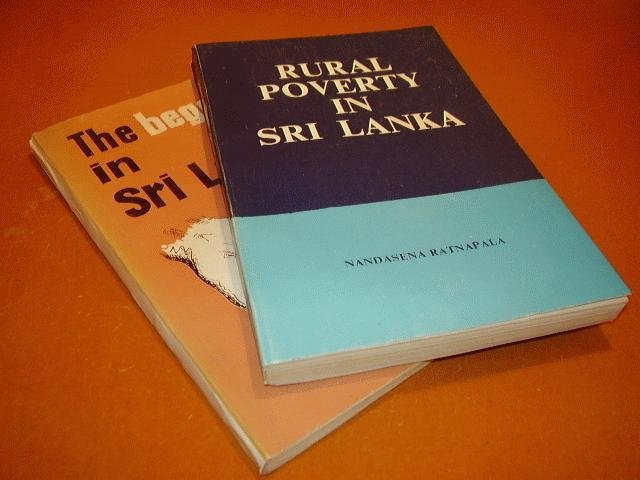 RURAL
POVERTY
IN
SRI LANKA
NANDASENA RATNAPALA
The
in
Sri